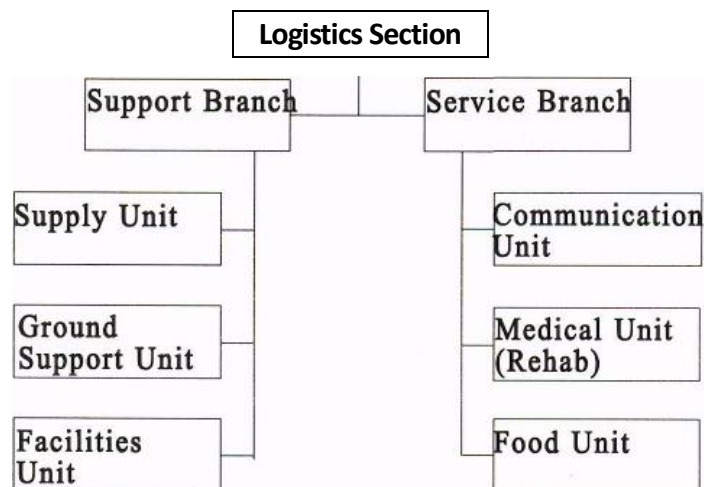 Logistics Section
Support Branch
Service Branch
Supply Unit
Communication
Unit
Ground
Support Unit
Medical Unit
(Rehab)
Facilities
Unit
Food Unit